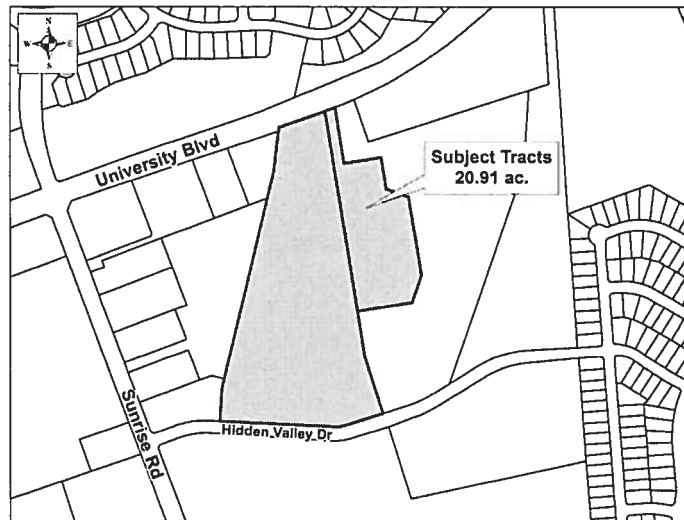 N
W E
S
University Blvd
Subject Tracts
20.91 ac.
Sunrise Rd
Hidden Valley Dr